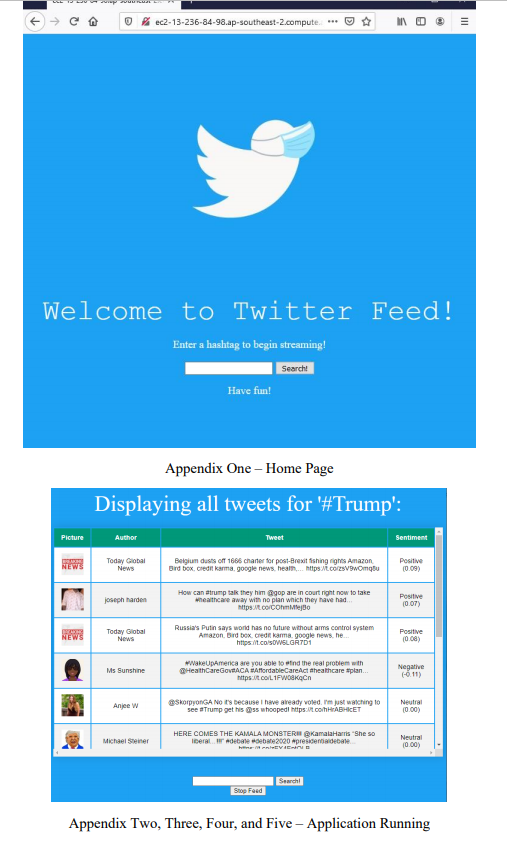 ec2-13-236-84-98.ap-southeast-2.compute.
Welcome to Twitter Feed!
Enter a hashtag to begin streaming!
Search!
Have fun!
Appendix One – Home Page
Displaying all tweets for '#Trump':
Picture Author Tweet Sentiment
BREAKING NEWS Today Global News Belgium dusts off 1666 charter for post-Brexit fishing rights Amazon, Positive
Bird box, credit karma, google news, health,... (0.09)
joseph harden How can #trump talk they him @gop are in court right now to take Positive
#healthcare away with no plan which they have had... (0.07)
https://t.co/COhmMfejBo
BREAKING NEWS Today Global News Russia's Putin says world has no future without arms control system Positive
Amazon, Bird box, credit karma, google news, he... (0.08)
https://t.co/s0W6LGR7D1
Ms Sunshine #WakeUpAmerica are you able to #find the real problem with Negative
@HealthCareGov#ACA #AffordableCareAct #healthcare #plan... (-0.11)
https://t.co/L1FW08KqCn
Anjee W @SkorpyonGA No it's because I have already voted. I'm just watching to Neutral
see #Trump get his @ss whooped! https://t.co/hHrABHlcET (0.00)
Michael Steiner HERE COMES THE KAMALA MONSTER!!!! @KamalaHarris "She so Neutral
liberal...!!!!" #debate #debate2020 #presidentialdebate... (0.00)
Search!
Stop Feed
Appendix Two, Three, Four, and Five – Application Running